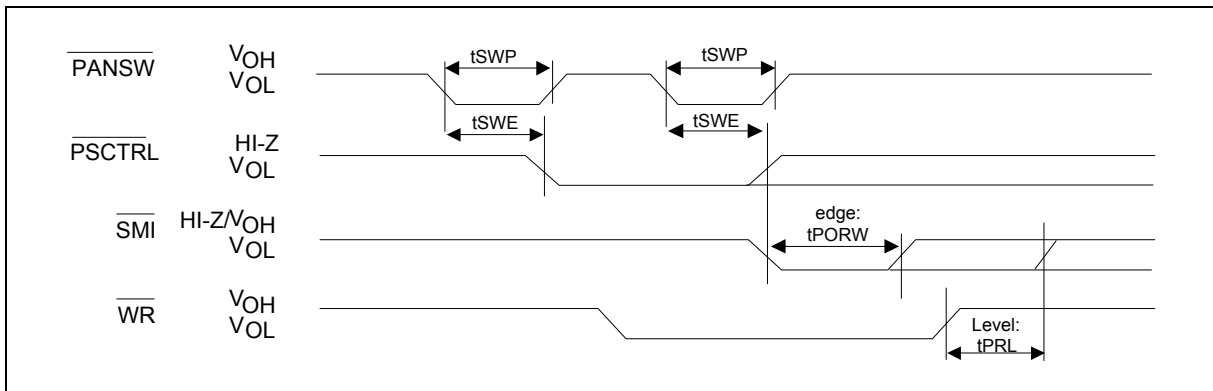 PANSW VOH VOL
tSWP tSWP
tSWE tSWE
PSCTRL HI-Z VOL
SMI HI-Z/VOH VOL
edge:
tPORW
WR VOH VOL
Level:
tPRL